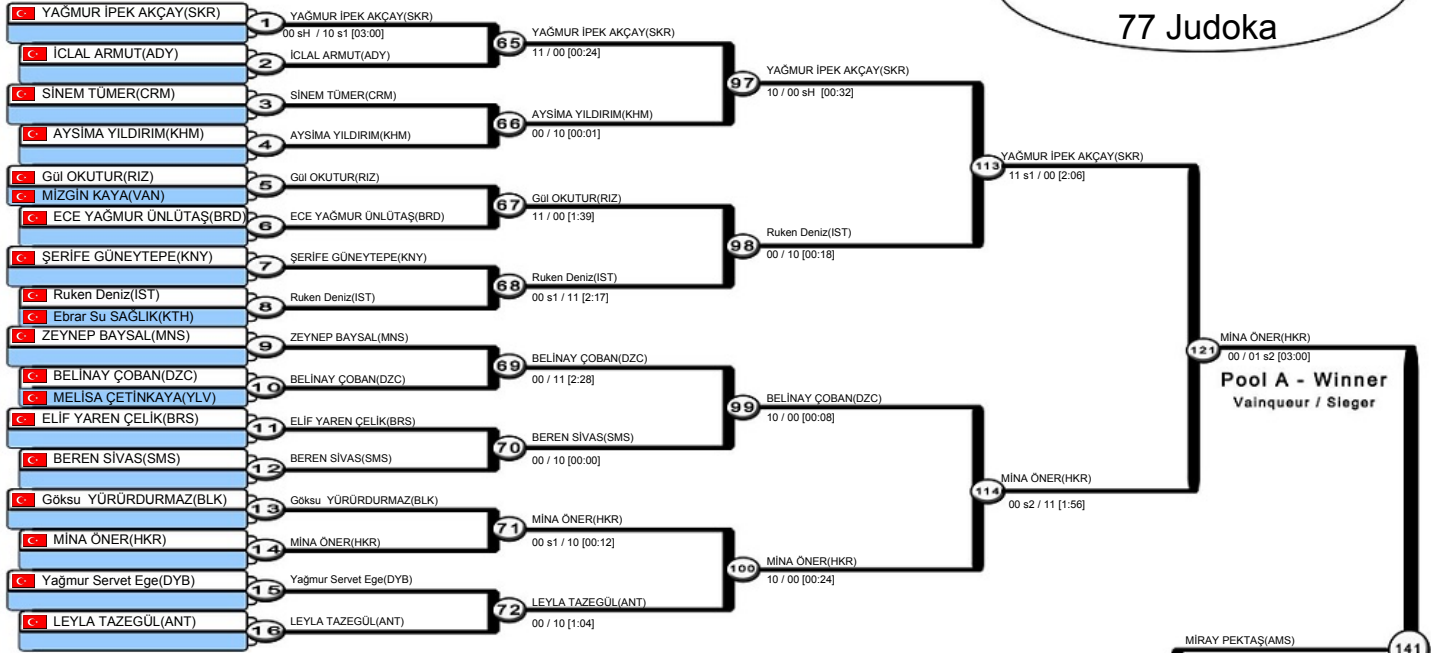 77 Judoka
YAĞMUR İPEK AKÇAY(SKR)
İCLAL ARMUT(ADY)
SİNEM TÜMER(CRM)
AYSİMA YILDIRIM(KHM)
Gül OKUTUR(RIZ)
MİZGİN KAYA(VAN)
ECE YAĞMUR ÜNLÜTAŞ(BRD)
ŞERİFE GÜNEYTEPE(KNY)
Ruken Deniz(IST)
Ebrar Su SAĞLIK(KTH)
ZEYNEP BAYSAL(MNS)
BELİNAY ÇOBAN(DZC)
MELİSA ÇETİNKAYA(YLV)
ELİF YAREN ÇELİK(BRS)
BEREN SİVAS(SMS)
Göksu YÜRÜRDURMAZ(BLK)
MİNA ÖNER(HKR)
Yağmur Servet Ege(DYB)
LEYLA TAZEGÜL(ANT)
1
YAĞMUR İPEK AKÇAY(SKR)
00 sH / 10 s1 [03:00]
2
İCLAL ARMUT(ADY)
3
SİNEM TÜMER(CRM)
4
AYSİMA YILDIRIM(KHM)
5
Gül OKUTUR(RIZ)
6
ECE YAĞMUR ÜNLÜTAŞ(BRD)
7
ŞERİFE GÜNEYTEPE(KNY)
8
Ruken Deniz(IST)
9
ZEYNEP BAYSAL(MNS)
10
BELİNAY ÇOBAN(DZC)
11
ELİF YAREN ÇELİK(BRS)
12
BEREN SİVAS(SMS)
13
Göksu YÜRÜRDURMAZ(BLK)
14
MİNA ÖNER(HKR)
15
Yağmur Servet Ege(DYB)
16
LEYLA TAZEGÜL(ANT)
65
YAĞMUR İPEK AKÇAY(SKR)
11 / 00 [00:24]
66
AYSİMA YILDIRIM(KHM)
00 / 10 [00:01]
67
Gül OKUTUR(RIZ)
11 / 00 [1:39]
68
Ruken Deniz(IST)
00 s1 / 11 [2:17]
69
BELİNAY ÇOBAN(DZC)
00 / 11 [2:28]
70
BEREN SİVAS(SMS)
00 / 10 [00:00]
71
MİNA ÖNER(HKR)
00 s1 / 10 [00:12]
72
LEYLA TAZEGÜL(ANT)
00 / 10 [1:04]
97
YAĞMUR İPEK AKÇAY(SKR)
10 / 00 sH [00:32]
98
Ruken Deniz(IST)
00 / 10 [00:18]
99
BELİNAY ÇOBAN(DZC)
10 / 00 [00:08]
100
MİNA ÖNER(HKR)
10 / 00 [00:24]
113
YAĞMUR İPEK AKÇAY(SKR)
11 s1 / 00 [2:06]
114
MİNA ÖNER(HKR)
00 s2 / 11 [1:56]
121
MİNA ÖNER(HKR)
00 / 01 s2 [03:00]
Pool A - Winner
Vainqueur / Sieger
MİRAY PEKTAŞ(AMS)
141